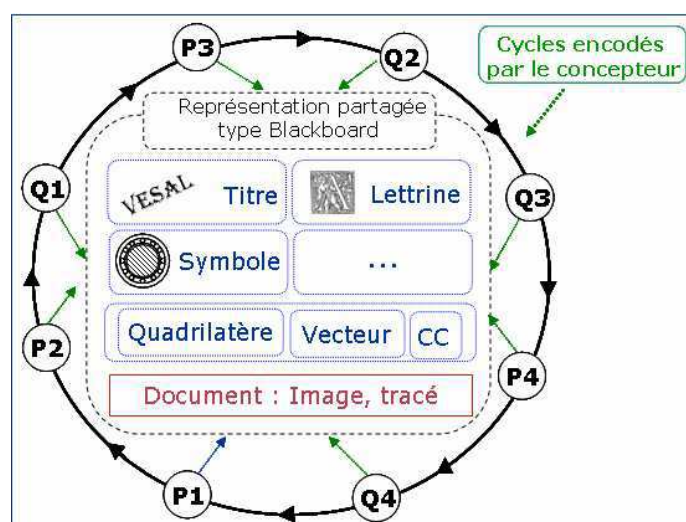 P3
Q2
Cycles encodés
par le concepteur
Représentation partagée
type Blackboard
Q1
VESAL Titre
A Lettrine
Q3
Symbole
...
P2
Quadrilatère
Vecteur
CC
P4
Document : Image, tracé
P1
Q4